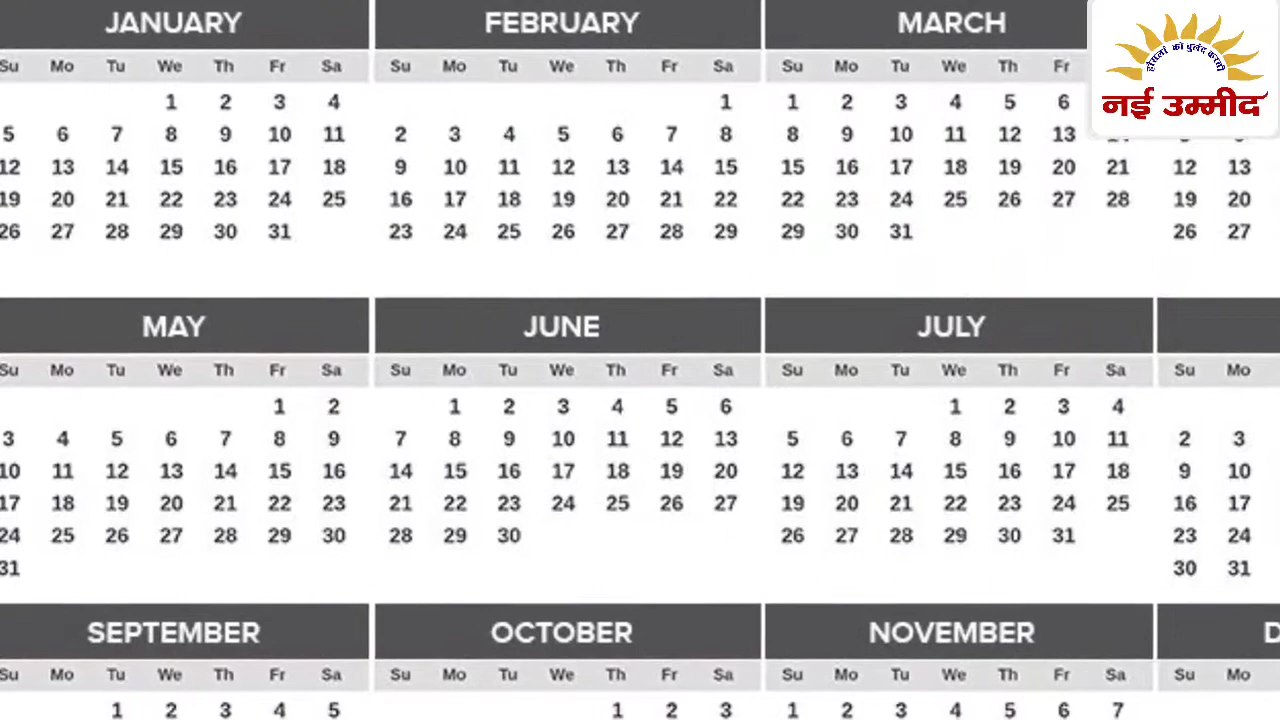 JANUARY FEBRUARY MARCH
Su Mo Tu We Th Fr Sa Su Mo Tu We Th Fr Sa Su Mo Tu We Th Fr
1 2 3 4 1 1 2 3 4 5 6
5 6 7 8 9 10 11 2 3 4 5 6 7 8 8 9 10 11 12 13
12 13 14 15 16 17 18 9 10 11 12 13 14 15 15 16 17 18 19 20 21 12 13
19 20 21 22 23 24 25 16 17 18 19 20 21 22 22 23 24 25 26 27 28 19 20
26 27 28 29 30 31 23 24 25 26 27 28 29 29 30 31 26 27
हौसलों को बुलंद करती
नई उम्मीद
MAY JUNE JULY
Su Mo Tu We Th Fr Sa Su Mo Tu We Th Fr Sa Su Mo Tu We Th Fr Sa Su Mo
1 2 1 2 3 4 5 6 1 2 3 4
3 4 5 6 7 8 9 7 8 9 10 11 12 13 5 6 7 8 9 10 11 2 3
10 11 12 13 14 15 16 14 15 16 17 18 19 20 12 13 14 15 16 17 18 9 10
17 18 19 20 21 22 23 21 22 23 24 25 26 27 19 20 21 22 23 24 25 16 17
24 25 26 27 28 29 30 28 29 30 26 27 28 29 30 31 23 24
31 30 31
SEPTEMBER OCTOBER NOVEMBER D
Su Mo Tu We Th Fr Sa Su Mo Tu We Th Fr Sa Su Mo Tu We Th Fr Sa Su Mo
1 2 3 4 5 1 2 3 1 2 3 4 5 6 7